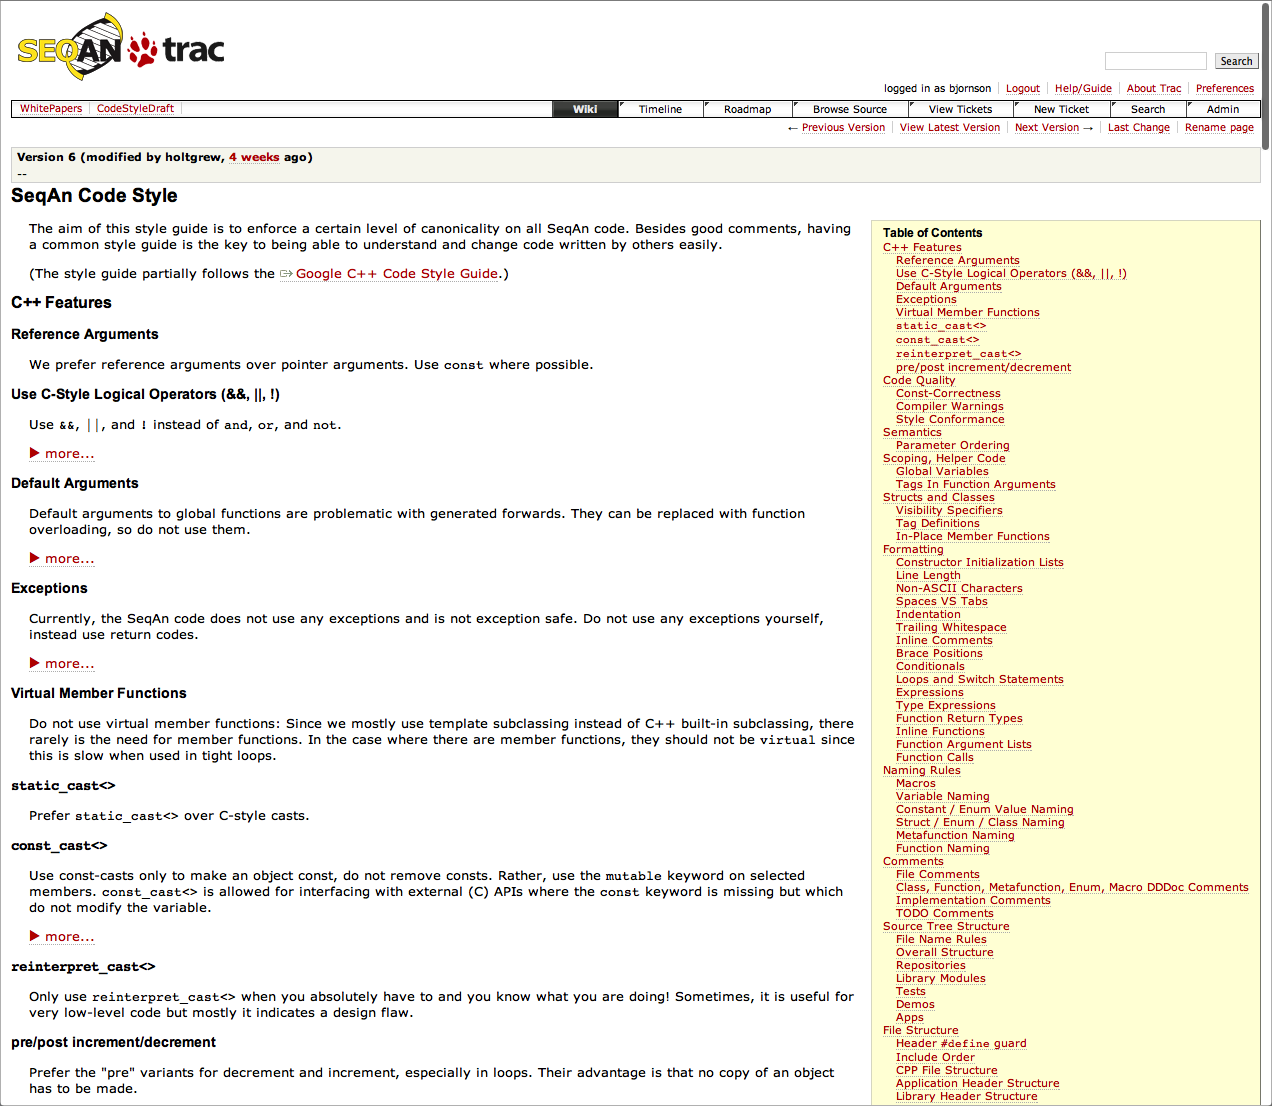 SEQAN trac
Search
logged in as bjornson Logout Help/Guide About Trac Preferences
WhitePapers CodeStyleDraft
Wiki Timeline Roadmap Browse Source View Tickets New Ticket Search Admin
← Previous Version View Latest Version Next Version → Last Change Rename page
Version 6 (modified by holtgrew, 4 weeks ago)
--
SeqAn Code Style
The aim of this style guide is to enforce a certain level of canonicality on all SeqAn code. Besides good comments, having
a common style guide is the key to being able to understand and change code written by others easily.
(The style guide partially follows the Google C++ Code Style Guide.)
C++ Features
Reference Arguments
We prefer reference arguments over pointer arguments. Use const where possible.
Use C-Style Logical Operators (&&, ||, !)
Use &&, ||, and ! instead of and, or, and not.
▶ more...
Default Arguments
Default arguments to global functions are problematic with generated forwards. They can be replaced with function
overloading, so do not use them.
▶ more...
Exceptions
Currently, the SeqAn code does not use any exceptions and is not exception safe. Do not use any exceptions yourself,
instead use return codes.
▶ more...
Virtual Member Functions
Do not use virtual member functions: Since we mostly use template subclassing instead of C++ built-in subclassing, there
rarely is the need for member functions. In the case where there are member functions, they should not be virtual since
this is slow when used in tight loops.
static_cast<>
Prefer static_cast<> over C-style casts.
const_cast<>
Use const-casts only to make an object const, do not remove consts. Rather, use the mutable keyword on selected
members. const_cast<> is allowed for interfacing with external (C) APIs where the const keyword is missing but which
do not modify the variable.
▶ more...
reinterpret_cast<>
Only use reinterpret_cast<> when you absolutely have to and you know what you are doing! Sometimes, it is useful for
very low-level code but mostly it indicates a design flaw.
pre/post increment/decrement
Prefer the "pre" variants for decrement and increment, especially in loops. Their advantage is that no copy of an object
has to be made.
Table of Contents
C++ Features
Reference Arguments
Use C-Style Logical Operators (&&, ||, !)
Default Arguments
Exceptions
Virtual Member Functions
static_cast<>
const_cast<>
reinterpret_cast<>
pre/post increment/decrement
Code Quality
Const-Correctness
Compiler Warnings
Style Conformance
Semantics
Parameter Ordering
Scoping, Helper Code
Global Variables
Tags In Function Arguments
Structs and Classes
Visibility Specifiers
Tag Definitions
In-Place Member Functions
Formatting
Constructor Initialization Lists
Line Length
Non-ASCII Characters
Spaces VS Tabs
Indentation
Trailing Whitespace
Inline Comments
Brace Positions
Conditionals
Loops and Switch Statements
Expressions
Type Expressions
Function Return Types
Inline Functions
Function Argument Lists
Function Calls
Naming Rules
Macros
Variable Naming
Constant / Enum Value Naming
Struct / Enum / Class Naming
Metafunction Naming
Function Naming
Comments
File Comments
Class, Function, Metafunction, Enum, Macro DDDoc Comments
Implementation Comments
TODO Comments
Source Tree Structure
File Name Rules
Overall Structure
Repositories
Library Modules
Tests
Demos
Apps
File Structure
Header #define guard
Include Order
CPP File Structure
Application Header Structure
Library Header Structure